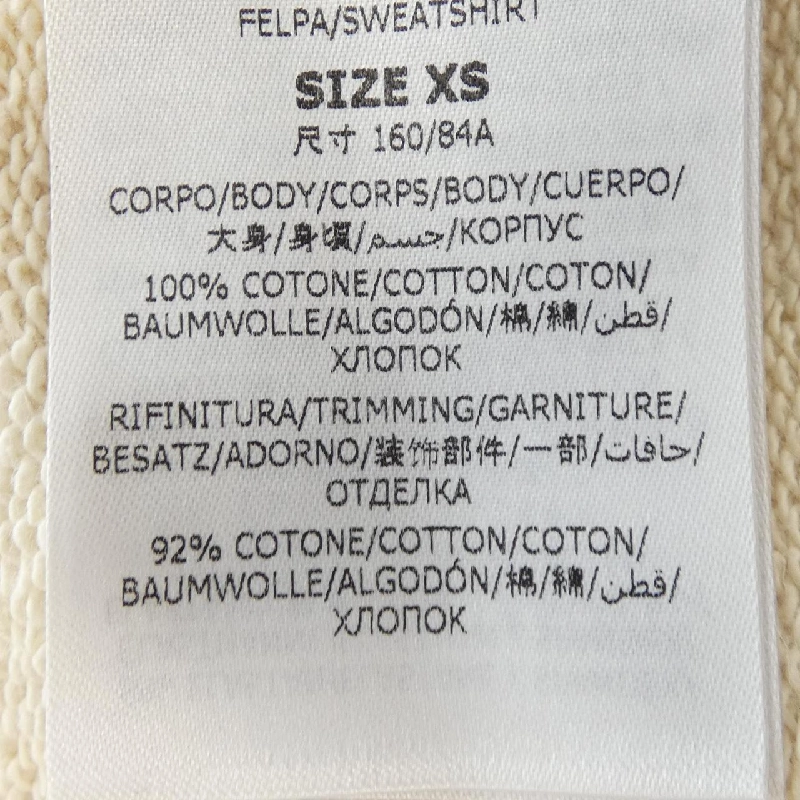 FELPA/SWEATSHIRT
SIZE XS
尺寸 160/84A
CORPO/BODY/CORPS/BODY/CUERPO/
大身/身頃/جسم/КОРПУС
100% COTONE/COTTON/COTON/
BAUMWOLLE/ALGODÓN/棉/綿/قطن/
ХЛОПОК
RIFINITURA/TRIMMING/GARNITURE/
BESATZ/ADORNO/装饰部件/一部/حافات/
ОТДЕЛКА
92% COTONE/COTTON/COTON/
BAUMWOLLE/ALGODÓN/棉/綿/قطن/
ХЛОПОК